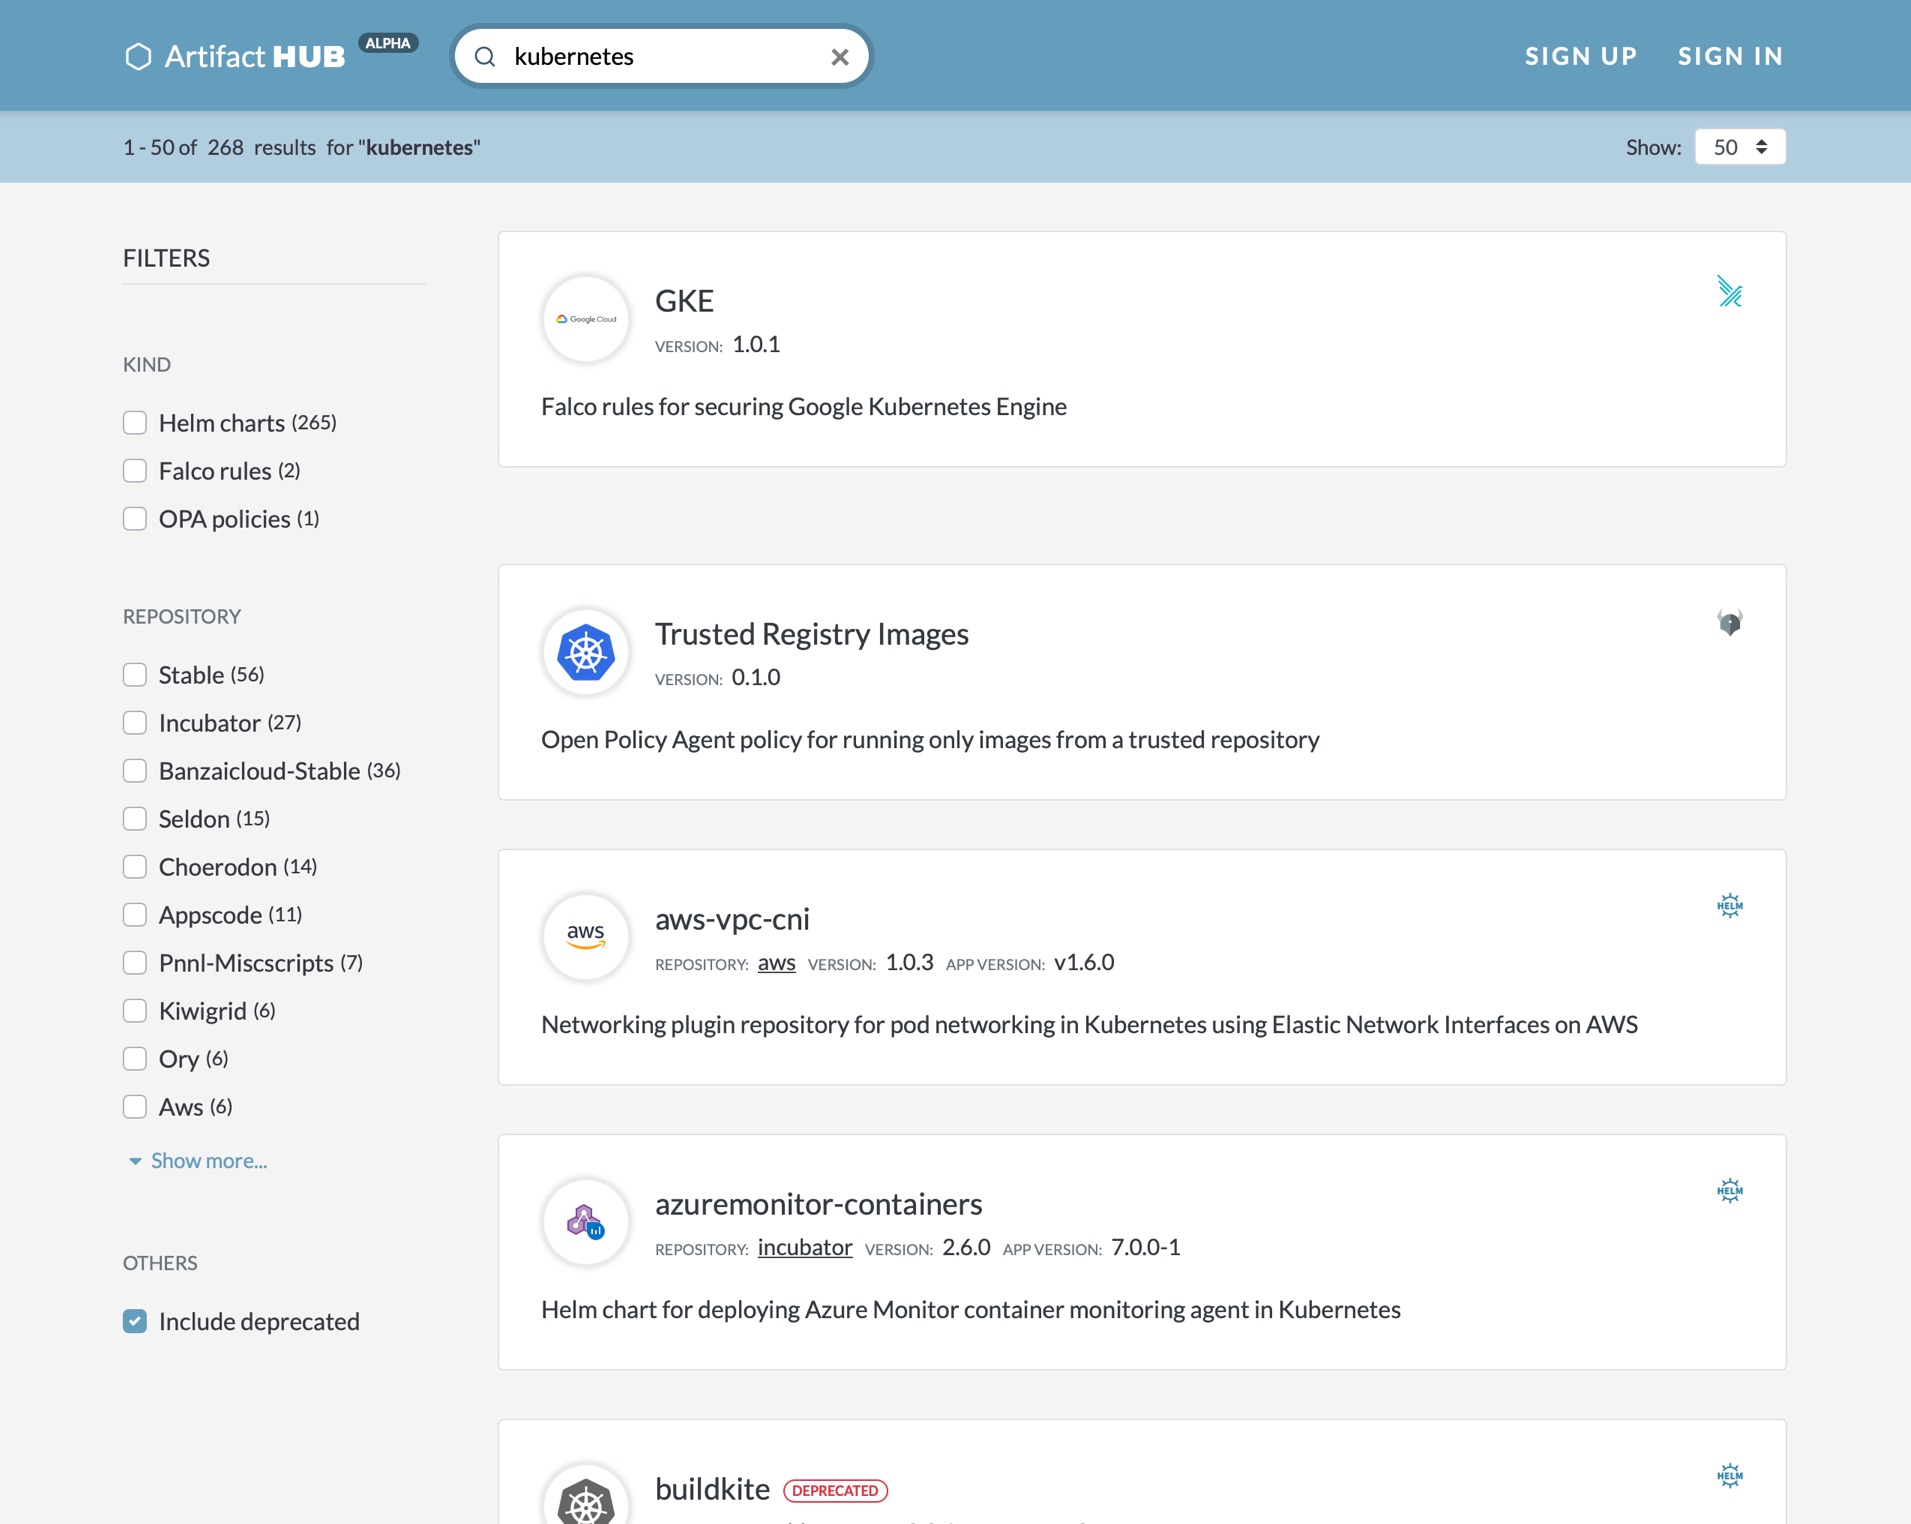 Artifact HUB ALPHA
kubernetes
SIGN UP SIGN IN
1 - 50 of 268 results for "kubernetes"
Show: 50
FILTERS
KIND
Helm charts (265)
Falco rules (2)
OPA policies (1)
REPOSITORY
Stable (56)
Incubator (27)
Banzaicloud-Stable (36)
Seldon (15)
Choerodon (14)
Appscode (11)
Pnnl-Miscscripts (7)
Kiwigrid (6)
Ory (6)
Aws (6)
Show more...
OTHERS
Include deprecated
Google Cloud
GKE
VERSION: 1.0.1
Falco rules for securing Google Kubernetes Engine
Trusted Registry Images
VERSION: 0.1.0
Open Policy Agent policy for running only images from a trusted repository
aws
aws-vpc-cni
HELM
REPOSITORY: aws VERSION: 1.0.3 APP VERSION: v1.6.0
Networking plugin repository for pod networking in Kubernetes using Elastic Network Interfaces on AWS
azuremonitor-containers
HELM
REPOSITORY: incubator VERSION: 2.6.0 APP VERSION: 7.0.0-1
Helm chart for deploying Azure Monitor container monitoring agent in Kubernetes
buildkite DEPRECATED
HELM